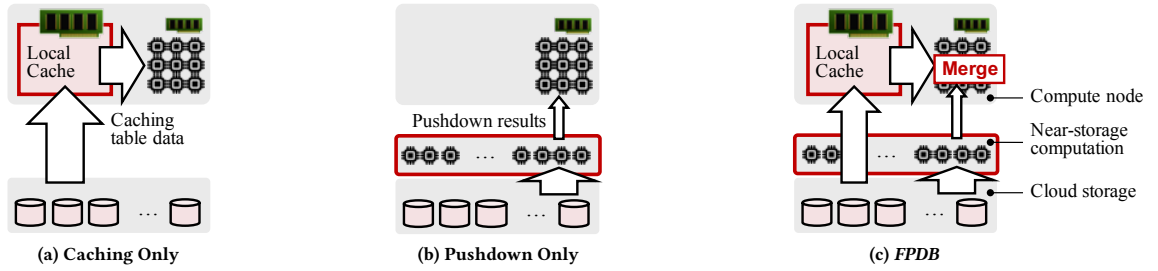 Local
Cache
Caching
table data
(a) Caching Only
Pushdown results
...
...
(b) Pushdown Only
Local
Cache
Merge
Compute node
Near-storage
computation
...
Cloud storage
...
...
(c) FPDB